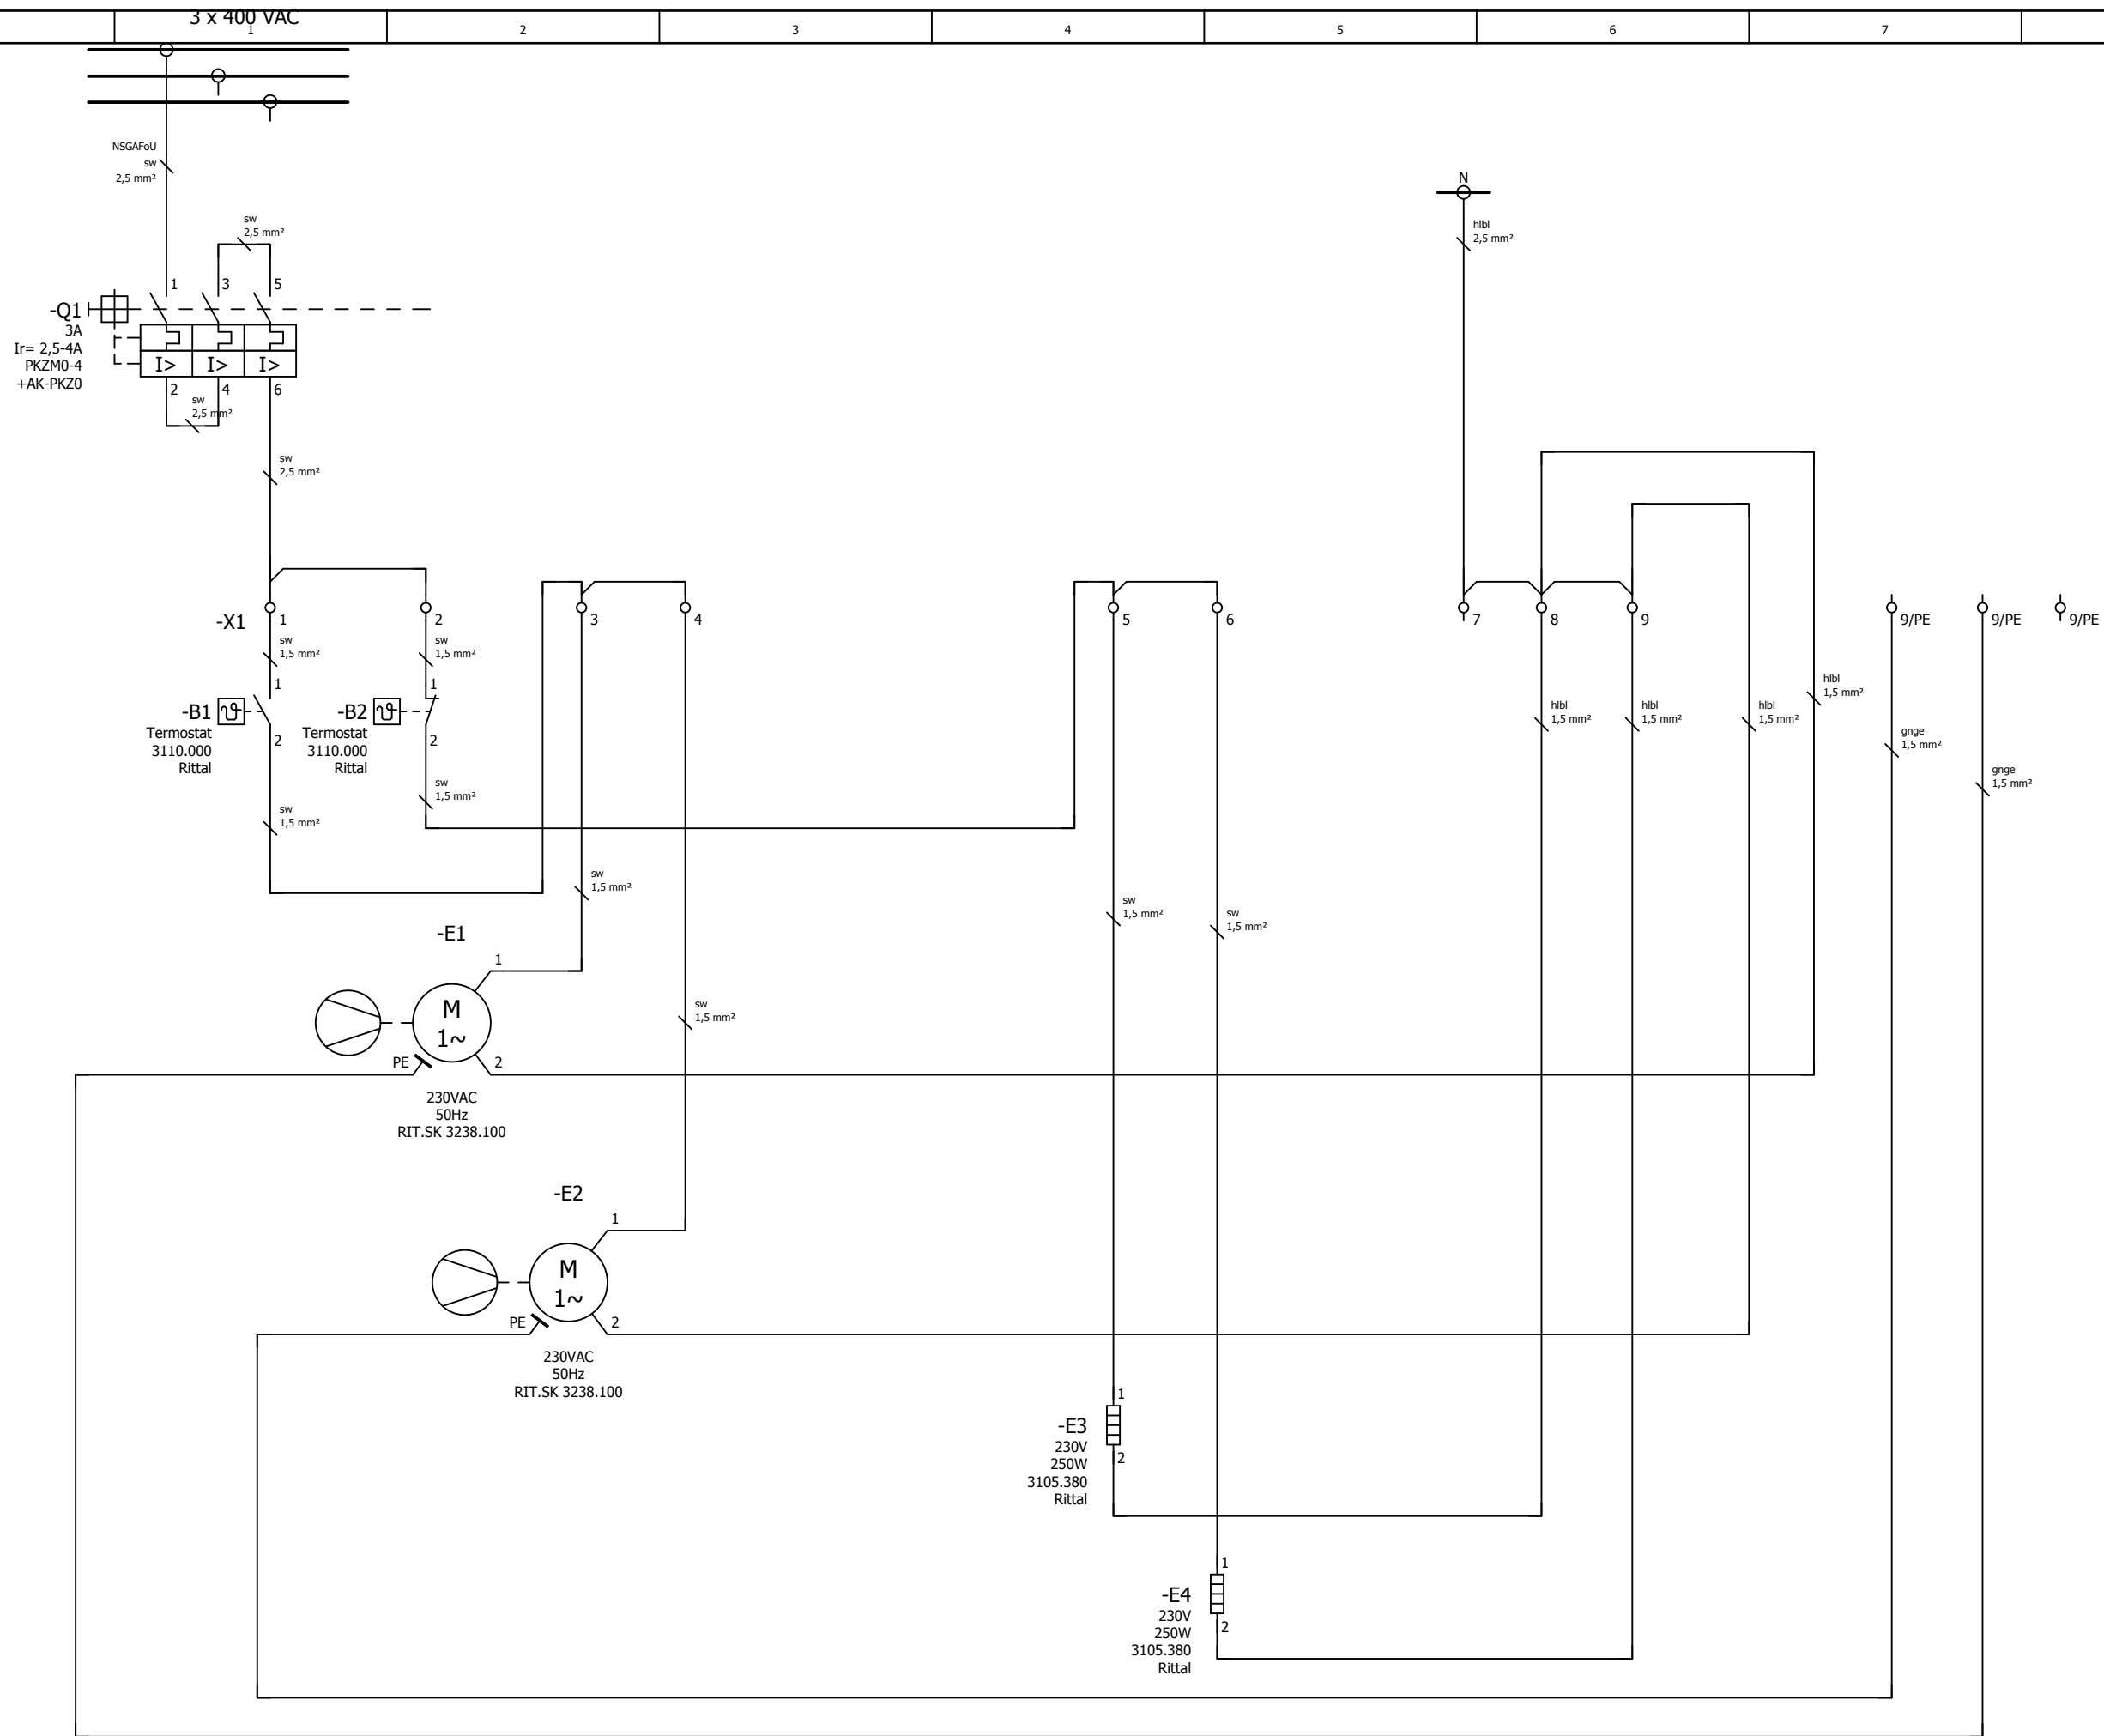 3 x 400 VAC
1
2
3
4
5
6
7
NSGAFoU
sw
2,5 mm²
N
hlbl
2,5 mm²
sw
2,5 mm²
1
3
5
-Q1
3A
Ir= 2,5-4A
PKZM0-4
+AK-PKZ0
I>
I>
I>
2
4
6
sw
2,5 mm²
sw
2,5 mm²
-X1
1
2
3
4
5
6
7
8
9
9/PE
9/PE
9/PE
sw
1,5 mm²
sw
1,5 mm²
1
-B1
Termostat
3110.000
Rittal
2
1
-B2
Termostat
3110.000
Rittal
2
hlbl
1,5 mm²
hlbl
1,5 mm²
hlbl
1,5 mm²
hlbl
1,5 mm²
gnge
1,5 mm²
gnge
1,5 mm²
sw
1,5 mm²
sw
1,5 mm²
sw
1,5 mm²
sw
1,5 mm²
sw
1,5 mm²
-E1
1
M
1~
PE
2
230VAC
50Hz
RIT.SK 3238.100
sw
1,5 mm²
-E2
1
M
1~
PE
2
230VAC
50Hz
RIT.SK 3238.100
1
-E3
230V
250W
3105.380
Rittal
2
1
-E4
230V
250W
3105.380
Rittal
2